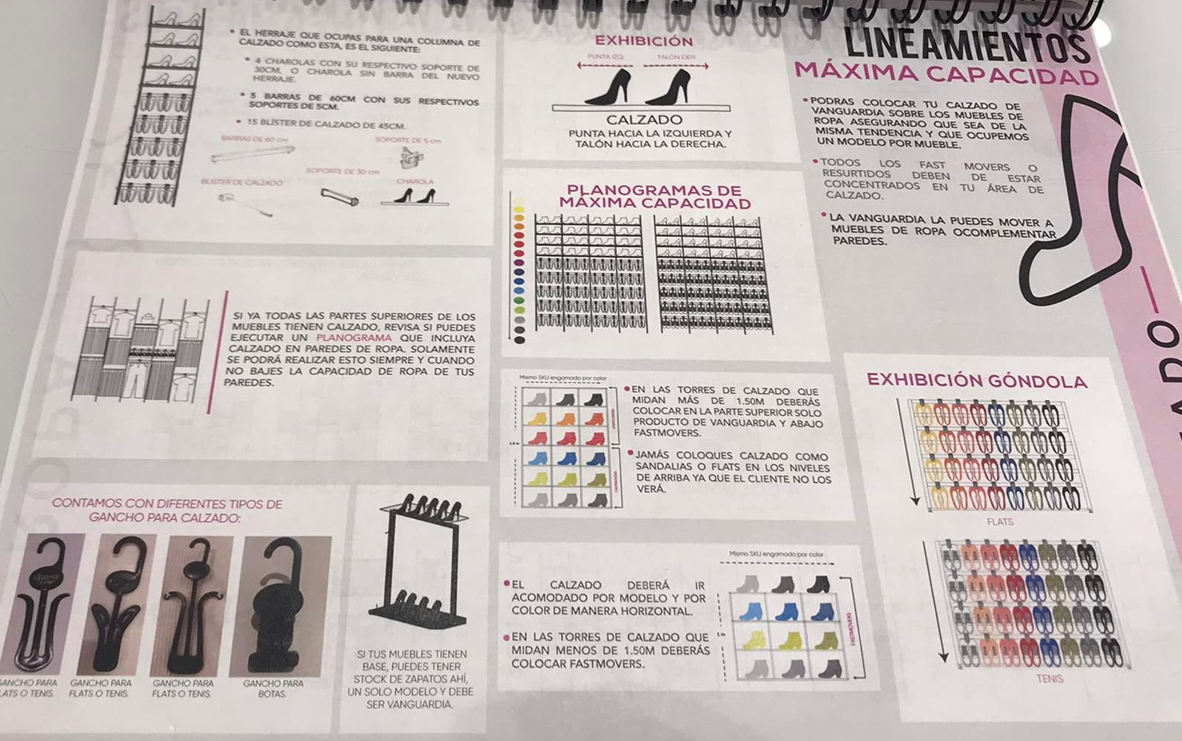 • EL HERRAJE QUE OCUPAS PARA UNA COLUMNA DE
CALZADO COMO ESTA, ES EL SIGUIENTE:
• 4 CHAROLAS CON SU RESPECTIVO SOPORTE DE
30CM, O CHAROLA SIN BARRA DEL NUEVO
HERRAJE.
• 5 BARRAS DE 60CM CON SUS RESPECTIVOS
SOPORTES DE 5CM.
• 15 BLÍSTER DE CALZADO DE 45CM.
BARRAS DE 60 cm
SOPORTE DE 5 cm
BLISTER DE CALZADO
SOPORTE DE 30 cm
CHAROLA
SI YA TODAS LAS PARTES SUPERIORES DE LOS
MUEBLES TIENEN CALZADO, REVISA SI PUEDES
EJECUTAR UN PLANOGRAMA QUE INCLUYA
CALZADO EN PAREDES DE ROPA. SOLAMENTE
SE PODRÁ REALIZAR ESTO SIEMPRE Y CUANDO
NO BAJES LA CAPACIDAD DE ROPA DE TUS
PAREDES.
CONTAMOS CON DIFERENTES TIPOS DE
GANCHO PARA CALZADO:
GANCHO PARA
FLATS O TENIS.
GANCHO PARA
FLATS O TENIS.
GANCHO PARA
FLATS O TENIS.
GANCHO PARA
BOTAS.
SI TUS MUEBLES TIENEN
BASE, PUEDES TENER
STOCK DE ZAPATOS AHÍ,
UN SOLO MODELO Y DEBE
SER VANGUARDIA.
EXHIBICIÓN
PUNTA IZQ.
TALÓN DER.
CALZADO
PUNTA HACIA LA IZQUIERDA Y
TALÓN HACIA LA DERECHA.
PLANOGRAMAS DE
MÁXIMA CAPACIDAD
Mismo SKU engamado por color
• EN LAS TORRES DE CALZADO QUE
MIDAN MÁS DE 1.50M DEBERÁS
COLOCAR EN LA PARTE SUPERIOR SOLO
PRODUCTO DE VANGUARDIA Y ABAJO
FASTMOVERS.
• JAMÁS COLOQUES CALZADO COMO
SANDALIAS O FLATS EN LOS NIVELES
DE ARRIBA YA QUE EL CLIENTE NO LOS
VERÁ.
• EL CALZADO DEBERÁ IR
ACOMODADO POR MODELO Y POR
COLOR DE MANERA HORIZONTAL.
• EN LAS TORRES DE CALZADO QUE
MIDAN MENOS DE 1.50M DEBERÁS
COLOCAR FASTMOVERS.
Mismo SKU engamado por color
1 m
FASTMOVERS
LINEAMIENTOS
MÁXIMA CAPACIDAD
• PODRAS COLOCAR TU CALZADO DE
VANGUARDIA SOBRE LOS MUEBLES DE
ROPA ASEGURANDO QUE SEA DE LA
MISMA TENDENCIA Y QUE OCUPEMOS
UN MODELO POR MUEBLE.
• TODOS LOS FAST MOVERS O
RESURTIDOS DEBEN DE ESTAR
CONCENTRADOS EN TU ÁREA DE
CALZADO.
• LA VANGUARDIA LA PUEDES MOVER A
MUEBLES DE ROPA OCOMPLEMENTAR
PAREDES.
EXHIBICIÓN GÓNDOLA
FLATS
TENIS